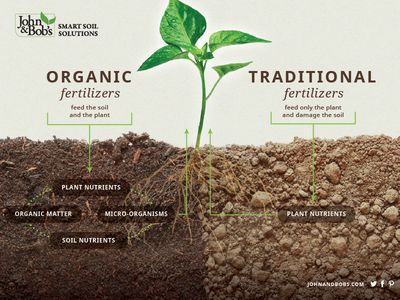 John
&Bob's
SMART SOIL
SOLUTIONS
ORGANIC
fertilizers
feed the soil
and the plant
TRADITIONAL
fertilizers
feed only the plant
and damage the soil
PLANT NUTRIENTS
ORGANIC MATTER
MICRO-ORGANISMS
SOIL NUTRIENTS
PLANT NUTRIENTS
JOHNANDBOBS.COM